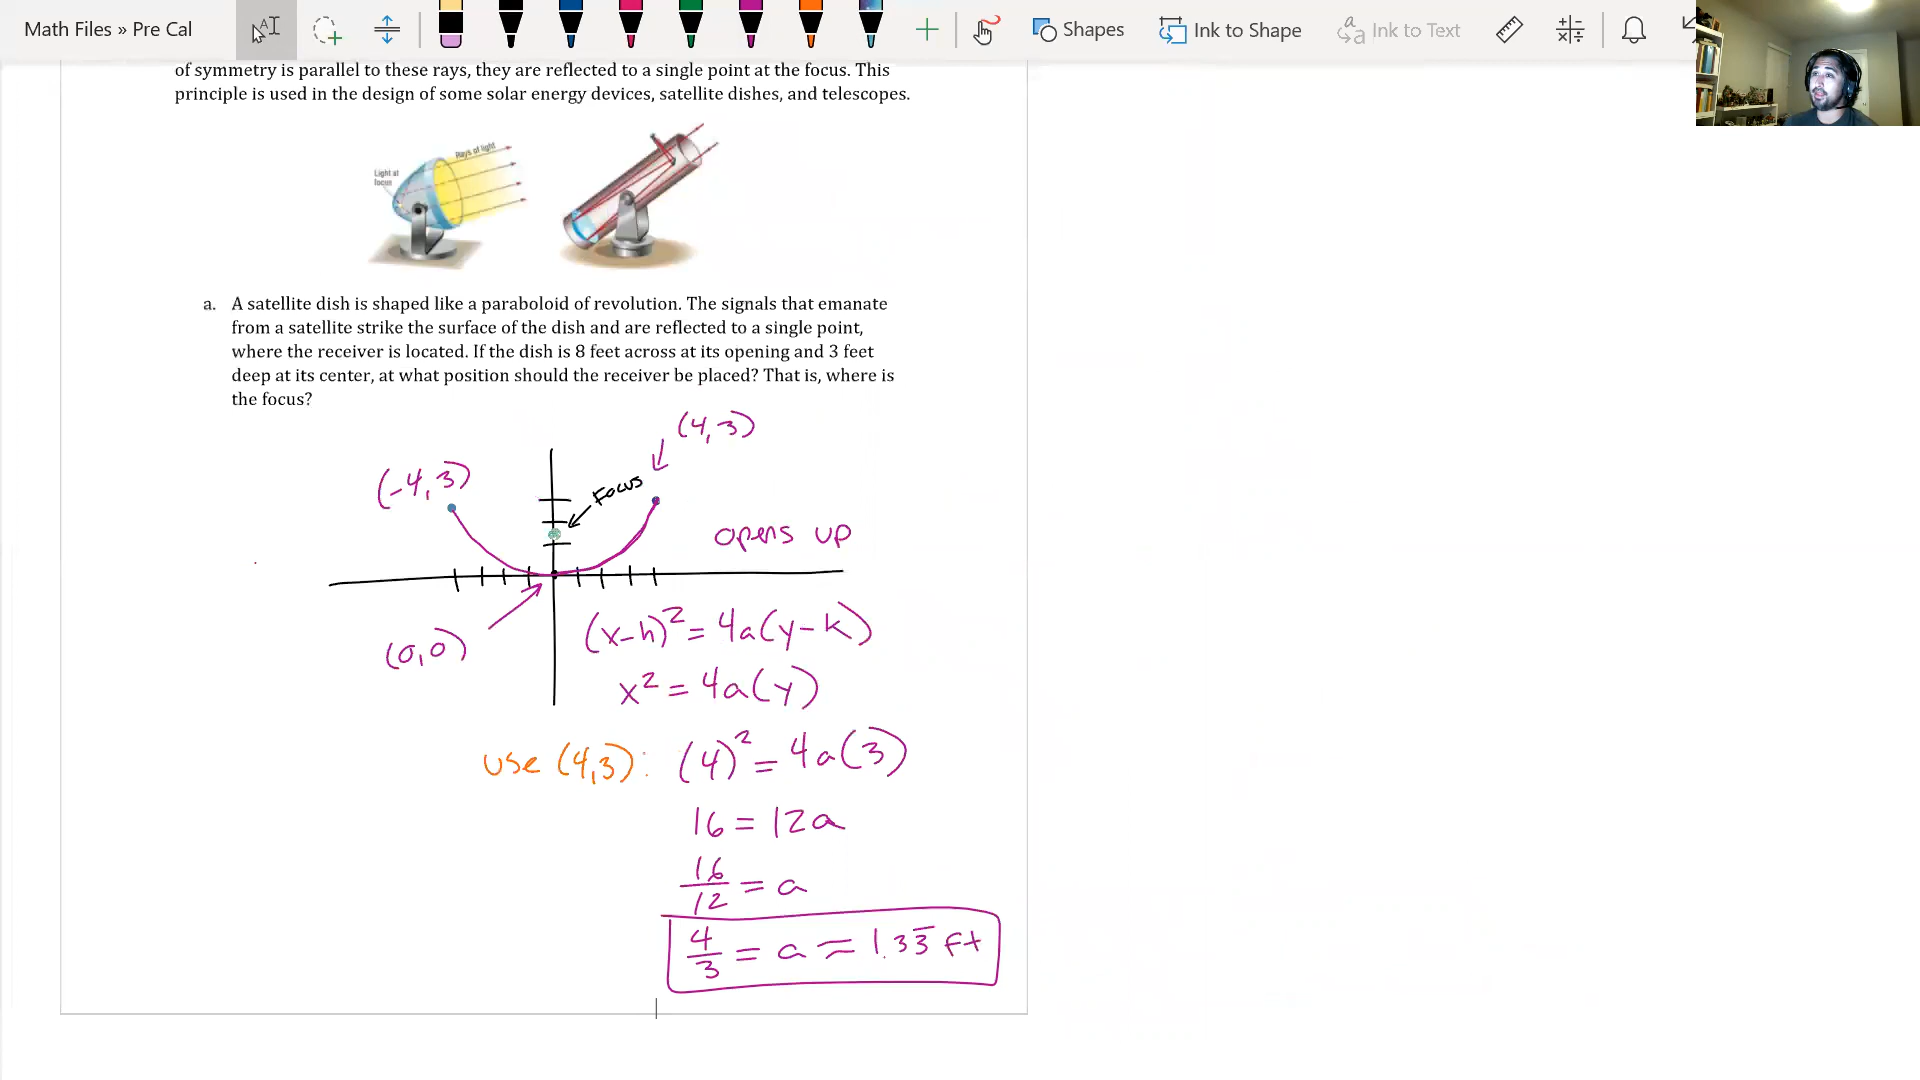 Math Files » Pre Cal
Shapes
Ink to Shape
Ink to Text
of symmetry is parallel to these rays, they are reflected to a single point at the focus. This
principle is used in the design of some solar energy devices, satellite dishes, and telescopes.
Rays of light
Light at
focus
a. A satellite dish is shaped like a paraboloid of revolution. The signals that emanate
from a satellite strike the surface of the dish and are reflected to a single point,
where the receiver is located. If the dish is 8 feet across at its opening and 3 feet
deep at its center, at what position should the receiver be placed? That is, where is
the focus?
(4,3)
(-4,3)
Focus
opens up
(0,0)
(x-h)² = 4a(y-k)
x² = 4a(y)
use (4,3): (4)² = 4a(3)
16 = 12a
16/12 = a
4/3 = a ≈ 1.33̅ ft